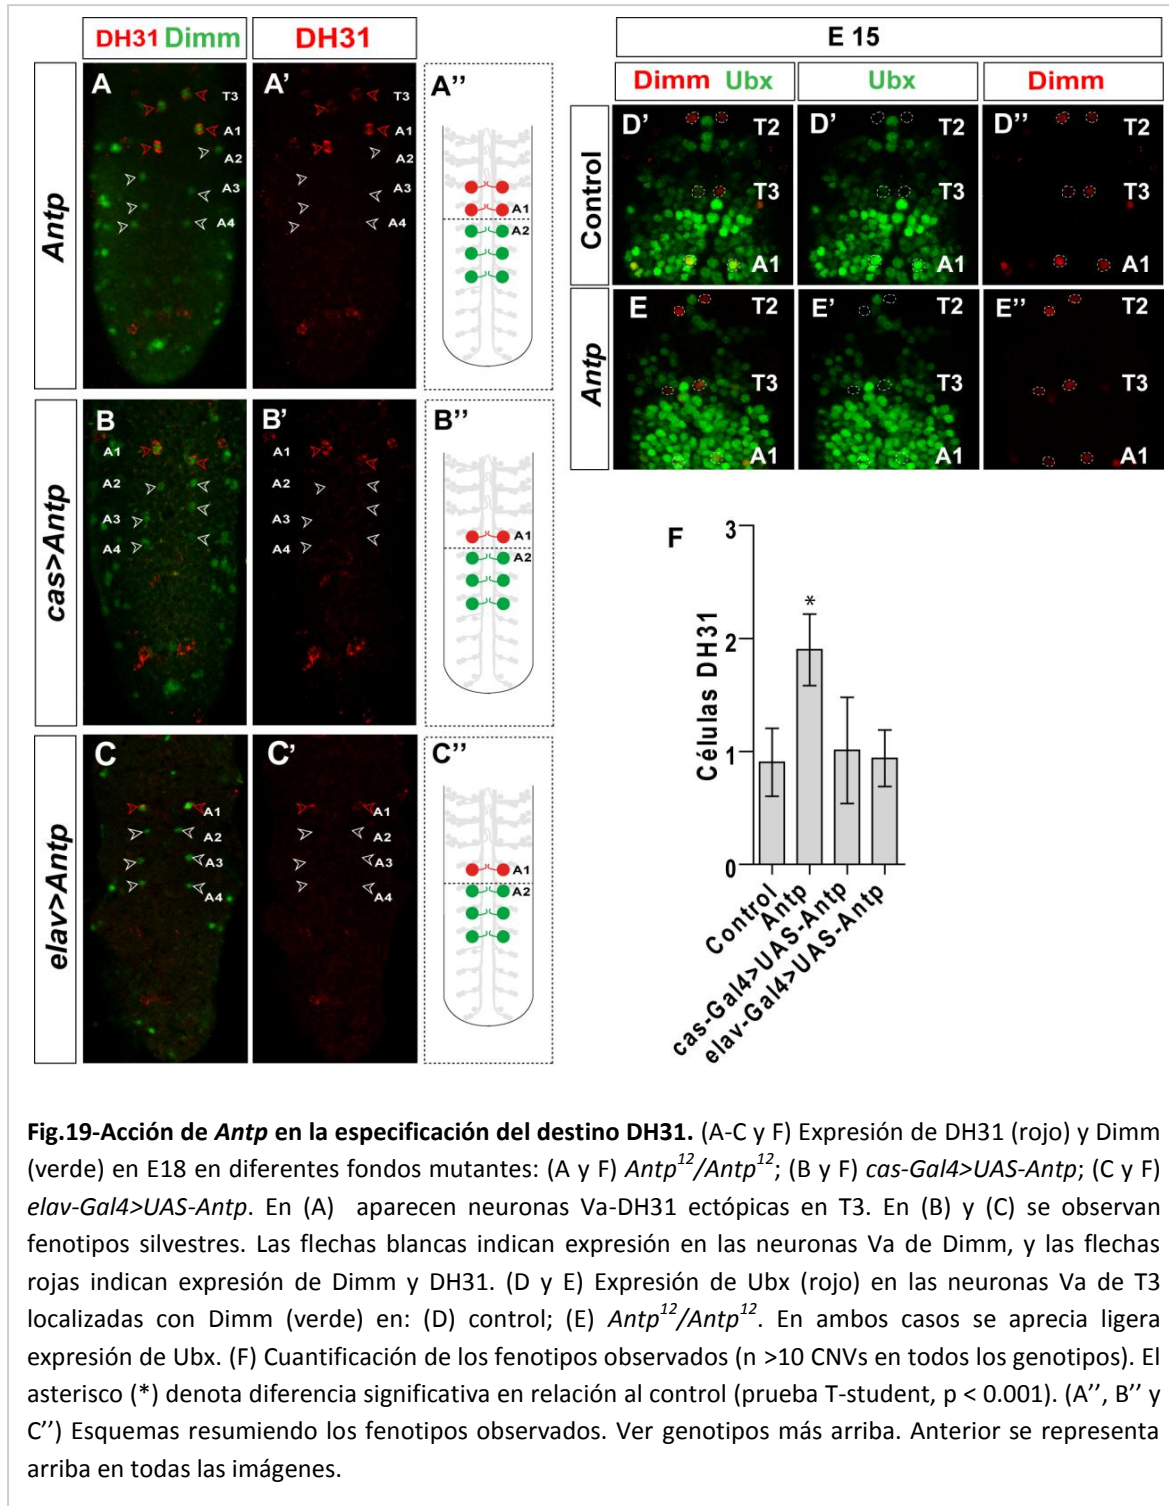 DH31 Dimm
DH31
Antp
A
T3
A1
A2
A3
A4
A’
T3
A1
A2
A3
A4
A’’
A1
A2
cas>Antp
B
A1
A2
A3
A4
B’
A1
A2
A3
A4
B’’
A1
A2
elav>Antp
C
A1
A2
A3
A4
C’
A1
A2
A3
A4
C’’
A1
A2
E 15
Dimm Ubx
Ubx
Dimm
Control
D’
T2
T3
A1
D’
T2
T3
A1
D’’
T2
T3
A1
Antp
E
T2
T3
A1
E’
T2
T3
A1
E’’
T2
T3
A1
F
Células DH31
3
2
1
0
*
Control
Antp
cas-Gal4>UAS-Antp
elav-Gal4>UAS-Antp
Fig.19-Acción de Antp en la especificación del destino DH31. (A-C y F) Expresión de DH31 (rojo) y Dimm
(verde) en E18 en diferentes fondos mutantes: (A y F) Antp¹²/Antp¹²; (B y F) cas-Gal4>UAS-Antp; (C y F)
elav-Gal4>UAS-Antp. En (A) aparecen neuronas Va-DH31 ectópicas en T3. En (B) y (C) se observan
fenotipos silvestres. Las flechas blancas indican expresión en las neuronas Va de Dimm, y las flechas
rojas indican expresión de Dimm y DH31. (D y E) Expresión de Ubx (rojo) en las neuronas Va de T3
localizadas con Dimm (verde) en: (D) control; (E) Antp¹²/Antp¹². En ambos casos se aprecia ligera
expresión de Ubx. (F) Cuantificación de los fenotipos observados (n >10 CNVs en todos los genotipos). El
asterisco (*) denota diferencia significativa en relación al control (prueba T-student, p < 0.001). (A’’, B’’ y
C’’) Esquemas resumiendo los fenotipos observados. Ver genotipos más arriba. Anterior se representa
arriba en todas las imágenes.